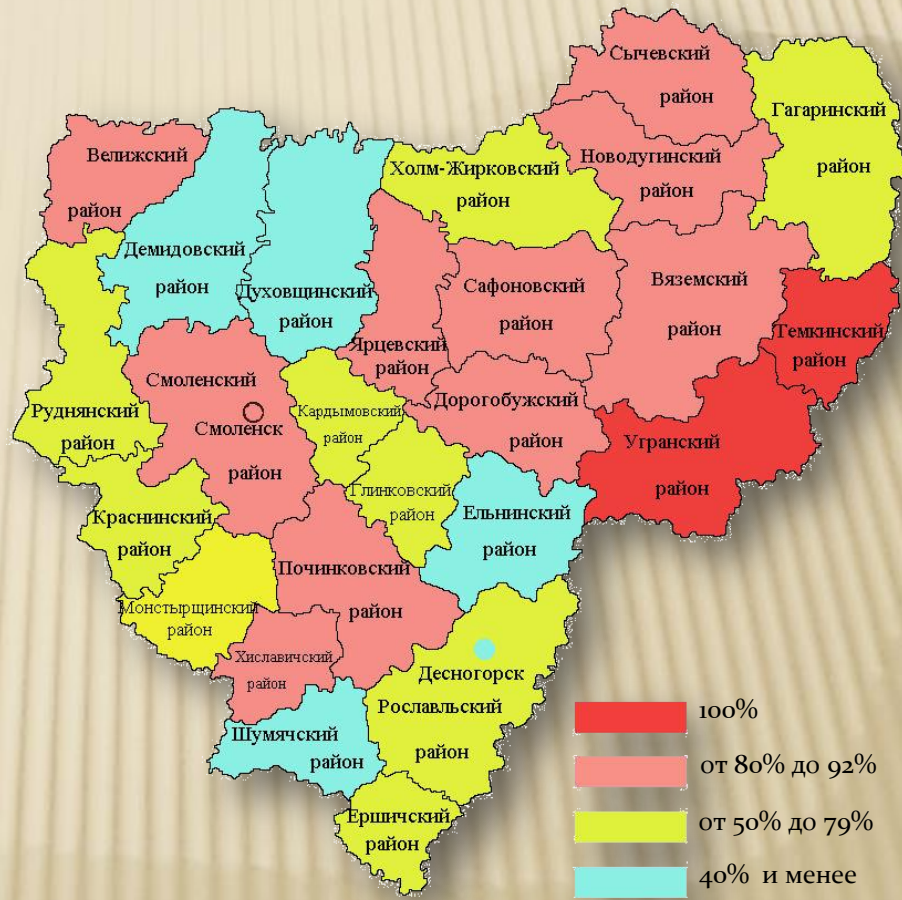 Сычевский
район
Гагаринский
район
Велижский
район
Холм-Жирковский
район
Новодугинский
район
Демидовский
район
Духовщинский
район
Сафоновский
район
Вяземский
район
Ярцевский
район
Темкинский
район
Смоленский
Смоленск
район
Руднянский
район
Кардымовский
район
Дорогобужский
район
Угранский
район
Глинковский
район
Ельнинский
район
Краснинский
район
Починковский
район
Монстырщинский
район
Хиславичский
район
Десногорск
Рославльский
район
Шумячский
район
Ершичский
район
100%
от 80% до 92%
от 50% до 79%
40% и менее